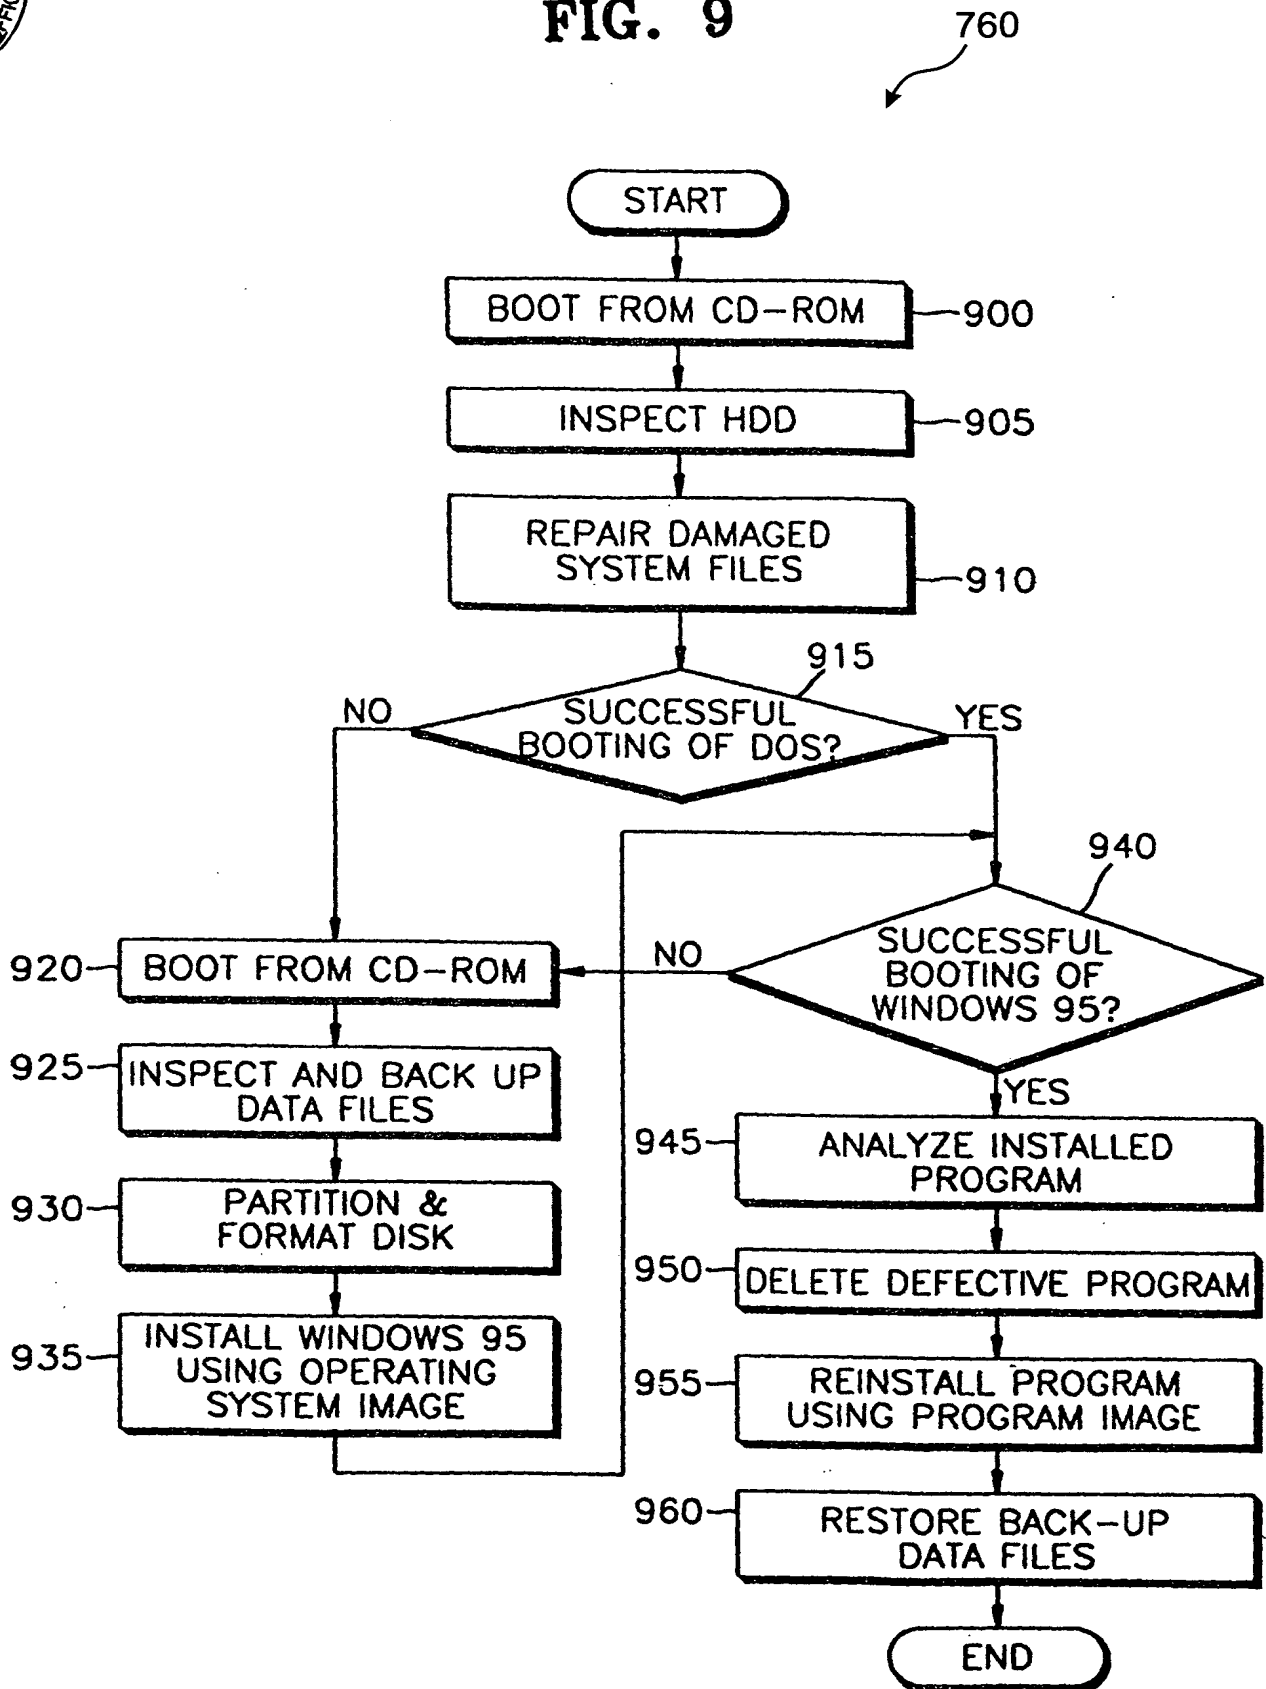 FIG. 9
760
START
BOOT FROM CD-ROM
900
INSPECT HDD
905
REPAIR DAMAGED
SYSTEM FILES
910
915
NO
SUCCESSFUL
BOOTING OF DOS?
YES
940
920
BOOT FROM CD-ROM
NO
SUCCESSFUL
BOOTING OF
WINDOWS 95?
925
INSPECT AND BACK UP
DATA FILES
YES
945
ANALYZE INSTALLED
PROGRAM
930
PARTITION &
FORMAT DISK
950
DELETE DEFECTIVE PROGRAM
935
INSTALL WINDOWS 95
USING OPERATING
SYSTEM IMAGE
955
REINSTALL PROGRAM
USING PROGRAM IMAGE
960
RESTORE BACK-UP
DATA FILES
END